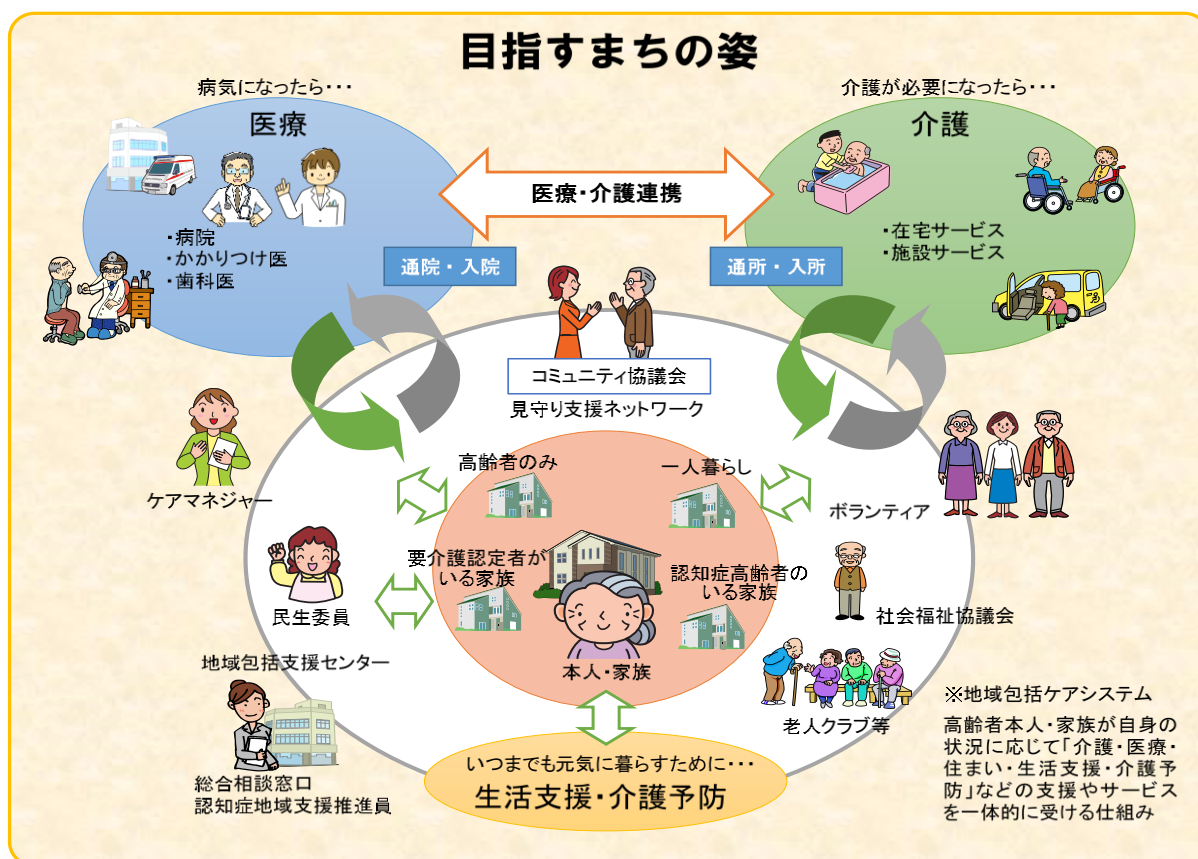 目指すまちの姿
病気になったら・・・
医療
・病院
・かかりつけ医
・歯科医
介護が必要になったら・・・
介護
・在宅サービス
・施設サービス
医療・介護連携
通院・入院
通所・入所
コミュニティ協議会
見守り支援ネットワーク
ケアマネジャー
高齢者のみ
一人暮らし
ボランティア
要介護認定者が
いる家族
認知症高齢者の
いる家族
民生委員
社会福祉協議会
本人・家族
地域包括支援センター
総合相談窓口
認知症地域支援推進員
老人クラブ等
いつまでも元気に暮らすために・・・
生活支援・介護予防
※地域包括ケアシステム
高齢者本人・家族が自身の
状況に応じて「介護・医療・
住まい・生活支援・介護予
防」などの支援やサービス
を一体的に受ける仕組み